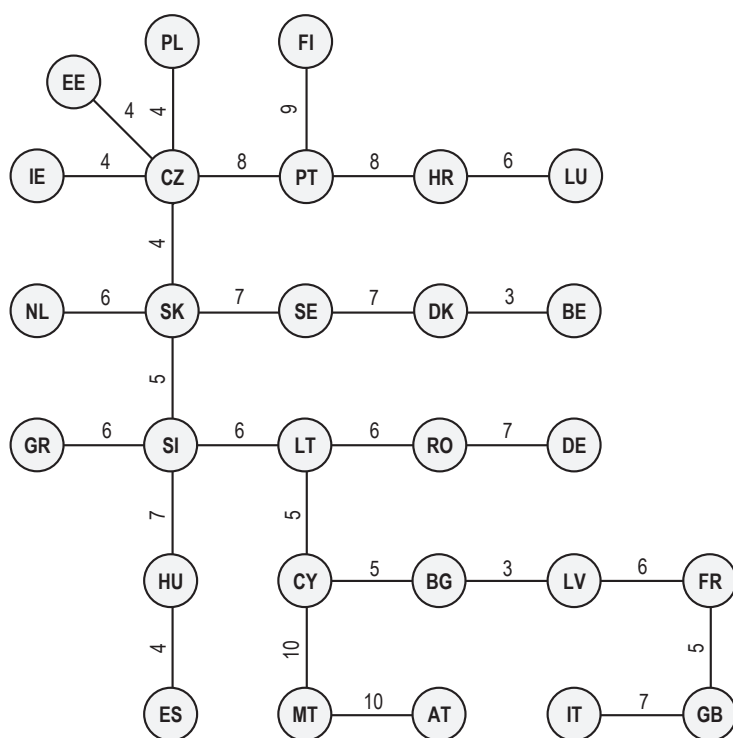 PL FI
EE
4 4 9
IE 4 CZ 8 PT 8 HR 6 LU
4
NL 6 SK 7 SE 7 DK 3 BE
5
GR 6 SI 6 LT 6 RO 7 DE
7 5
HU CY 5 BG 3 LV 6 FR
4 10 5
ES MT 10 AT IT 7 GB